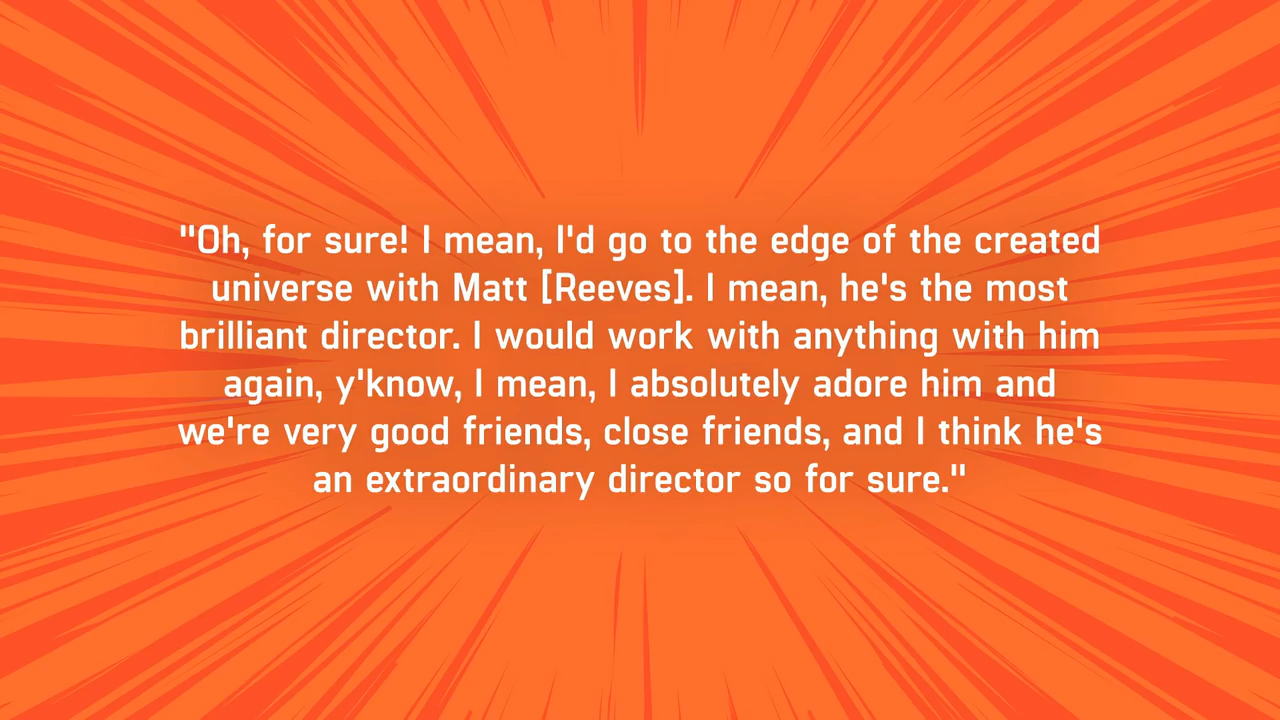 "Oh, for sure! I mean, I'd go to the edge of the created
universe with Matt [Reeves]. I mean, he's the most
brilliant director. I would work with anything with him
again, y'know, I mean, I absolutely adore him and
we're very good friends, close friends, and I think he's
an extraordinary director so for sure."